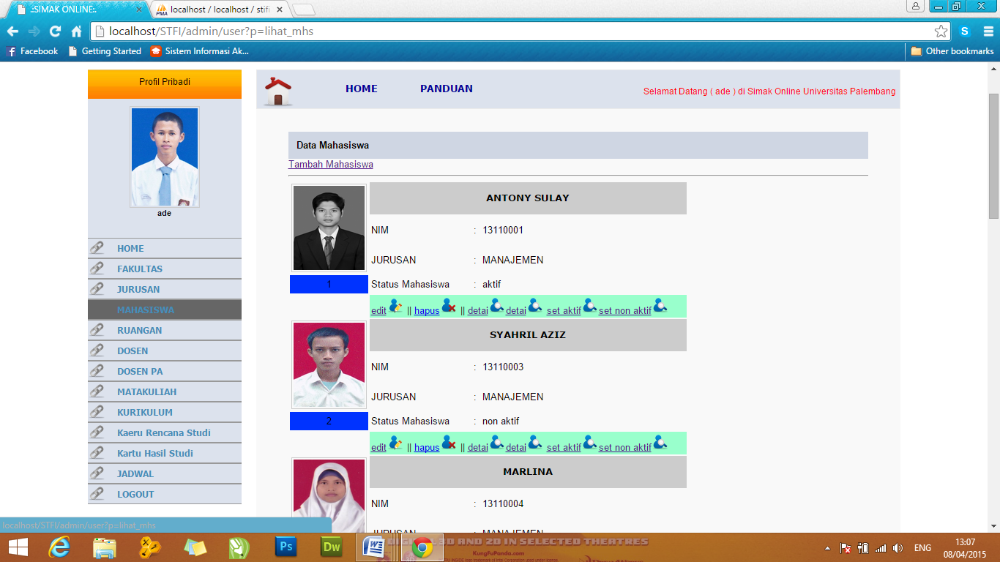 .:SIMAK ONLINE:.
localhost / localhost / stifi
localhost/STFI/admin/user?p=lihat_mhs
Facebook
Getting Started
Sistem Informasi Ak...
Other bookmarks
Profil Pribadi
ade
HOME
FAKULTAS
JURUSAN
MAHASISWA
RUANGAN
DOSEN
DOSEN PA
MATAKULIAH
KURIKULUM
Kaeru Rencana Studi
Kartu Hasil Studi
JADWAL
LOGOUT
HOME PANDUAN
Selamat Datang ( ade ) di Simak Online Universitas Palembang
Data Mahasiswa
Tambah Mahasiswa
ANTONY SULAY
NIM : 13110001
JURUSAN : MANAJEMEN
1 Status Mahasiswa : aktif
edit || hapus || detai detai set aktif set non aktif
SYAHRIL AZIZ
NIM : 13110003
JURUSAN : MANAJEMEN
2 Status Mahasiswa : non aktif
edit || hapus || detai detai set aktif set non aktif
MARLINA
NIM : 13110004
JURUSAN : MANAJEMEN
localhost/STFI/admin/user?p=lihat_mhs
3D AND 2D IN SELECTED THEATRES
KungFuPanda.com
Ps
Dw
ENG
13:07
08/04/2015